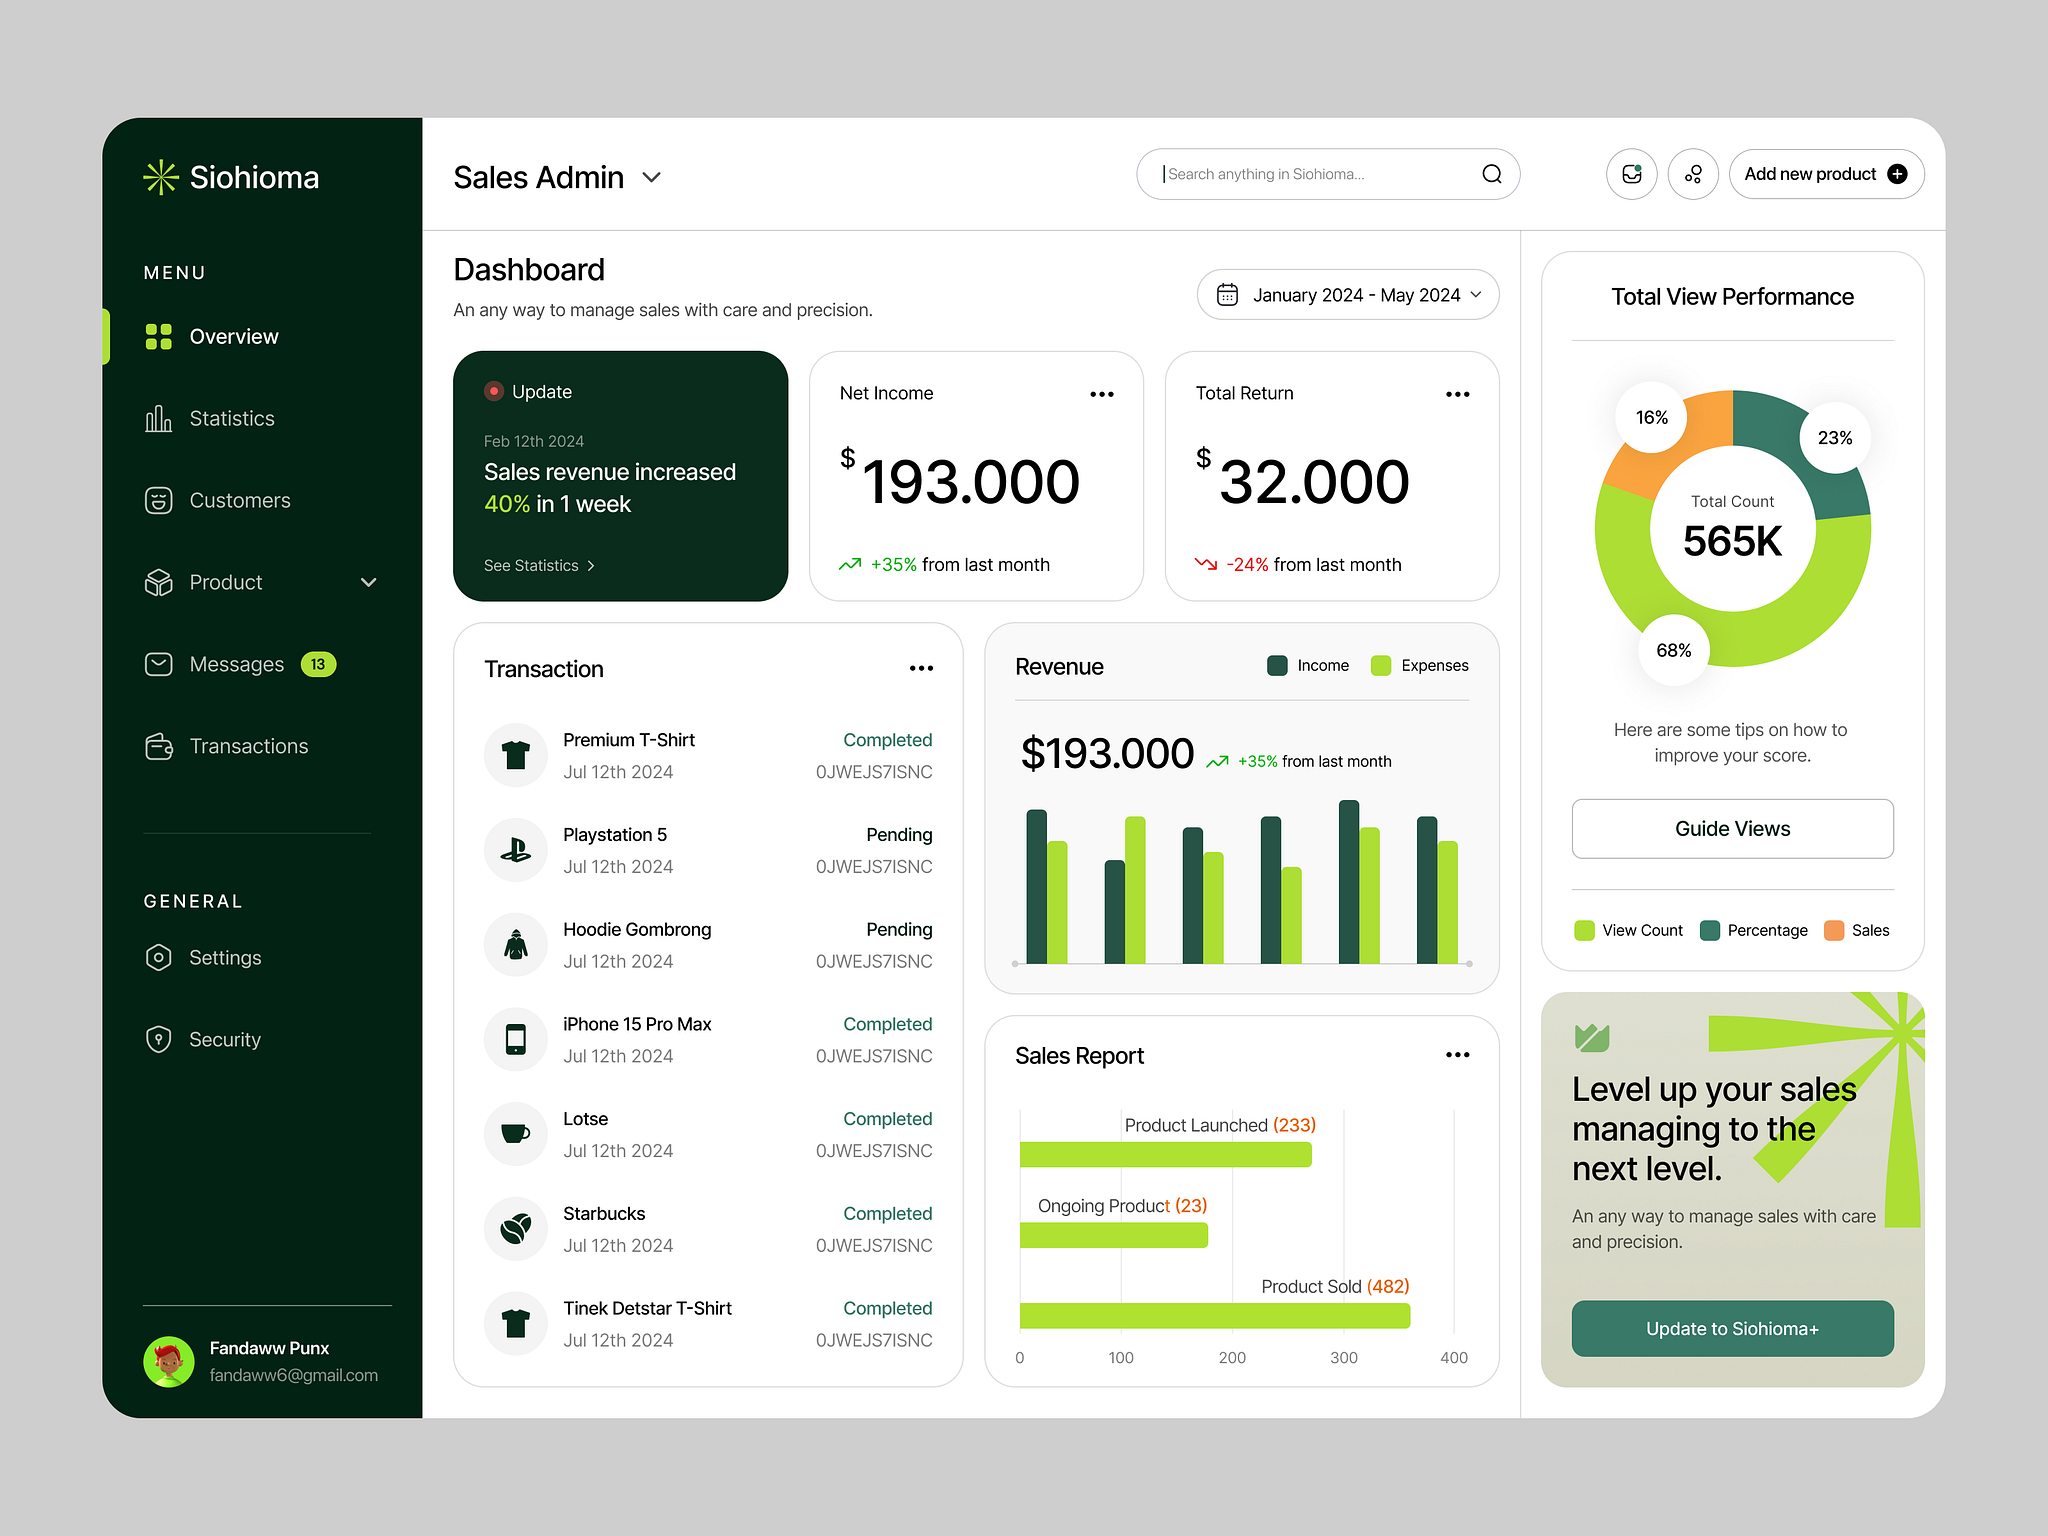 Siohioma
MENU
Overview
Statistics
Customers
Product
Messages 13
Transactions
GENERAL
Settings
Security
Fandaww Punx
fandaww6@gmail.com
Sales Admin
Search anything in Siohioma...
Add new product
Dashboard
An any way to manage sales with care and precision.
January 2024 - May 2024
Update
Feb 12th 2024
Sales revenue increased
40% in 1 week
See Statistics
Net Income
$193.000
+35% from last month
Total Return
$32.000
-24% from last month
Transaction
Premium T-Shirt Completed
Jul 12th 2024 0JWEJS7ISNC
Playstation 5 Pending
Jul 12th 2024 0JWEJS7ISNC
Hoodie Gombrong Pending
Jul 12th 2024 0JWEJS7ISNC
iPhone 15 Pro Max Completed
Jul 12th 2024 0JWEJS7ISNC
Lotse Completed
Jul 12th 2024 0JWEJS7ISNC
Starbucks Completed
Jul 12th 2024 0JWEJS7ISNC
Tinek Detstar T-Shirt Completed
Jul 12th 2024 0JWEJS7ISNC
Revenue Income Expenses
$193.000 +35% from last month
Sales Report
Product Launched (233)
Ongoing Product (23)
Product Sold (482)
0 100 200 300 400
Total View Performance
16%
23%
Total Count
565K
68%
Here are some tips on how to
improve your score.
Guide Views
View Count Percentage Sales
Level up your sales
managing to the
next level.
An any way to manage sales with care
and precision.
Update to Siohioma+